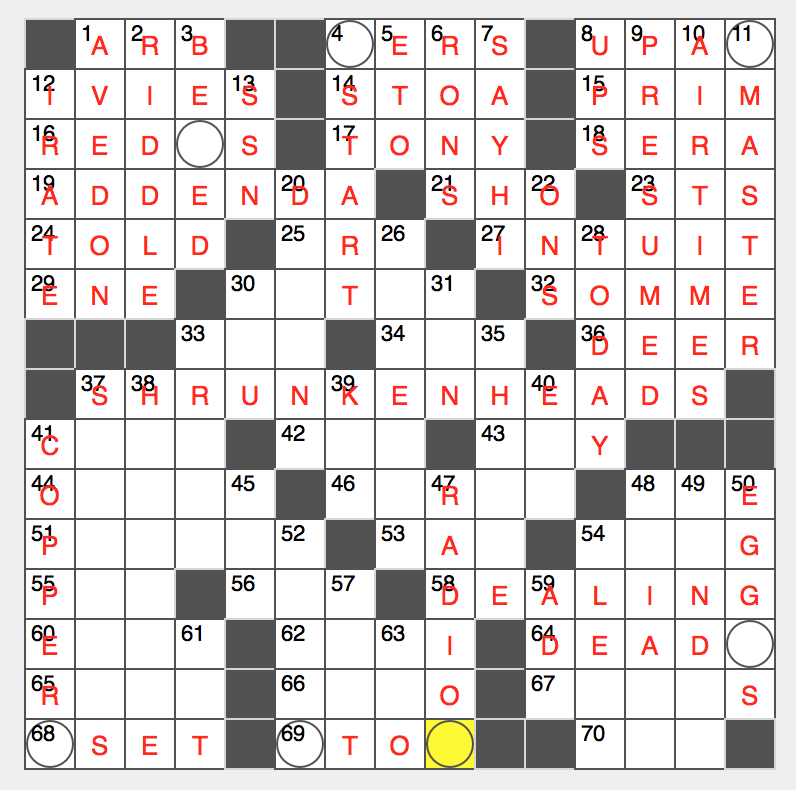 1 A 2 R 3 B 4 5 E 6 R 7 S 8 U 9 P 10 A 11
12 I V I E 13 S 14 S T O A 15 P R I M
16 R E D S 17 T O N Y 18 S E R A
19 A D D E N 20 D A 21 S H 22 O 23 S T S
24 T O L D 25 R 26 27 I N 28 T U I T
29 E N E 30 T 31 32 S O M M E
33 34 35 36 D E E R
37 S 38 H R U N 39 K E N H 40 E A D S
41 C 42 43 Y
44 O 45 46 47 R 48 49 50 E
51 P 52 53 A 54 G
55 P 56 57 58 D E 59 A L I N G
60 E 61 62 63 I 64 D E A D
65 R 66 O 67 S
68 S E T 69 T O 70